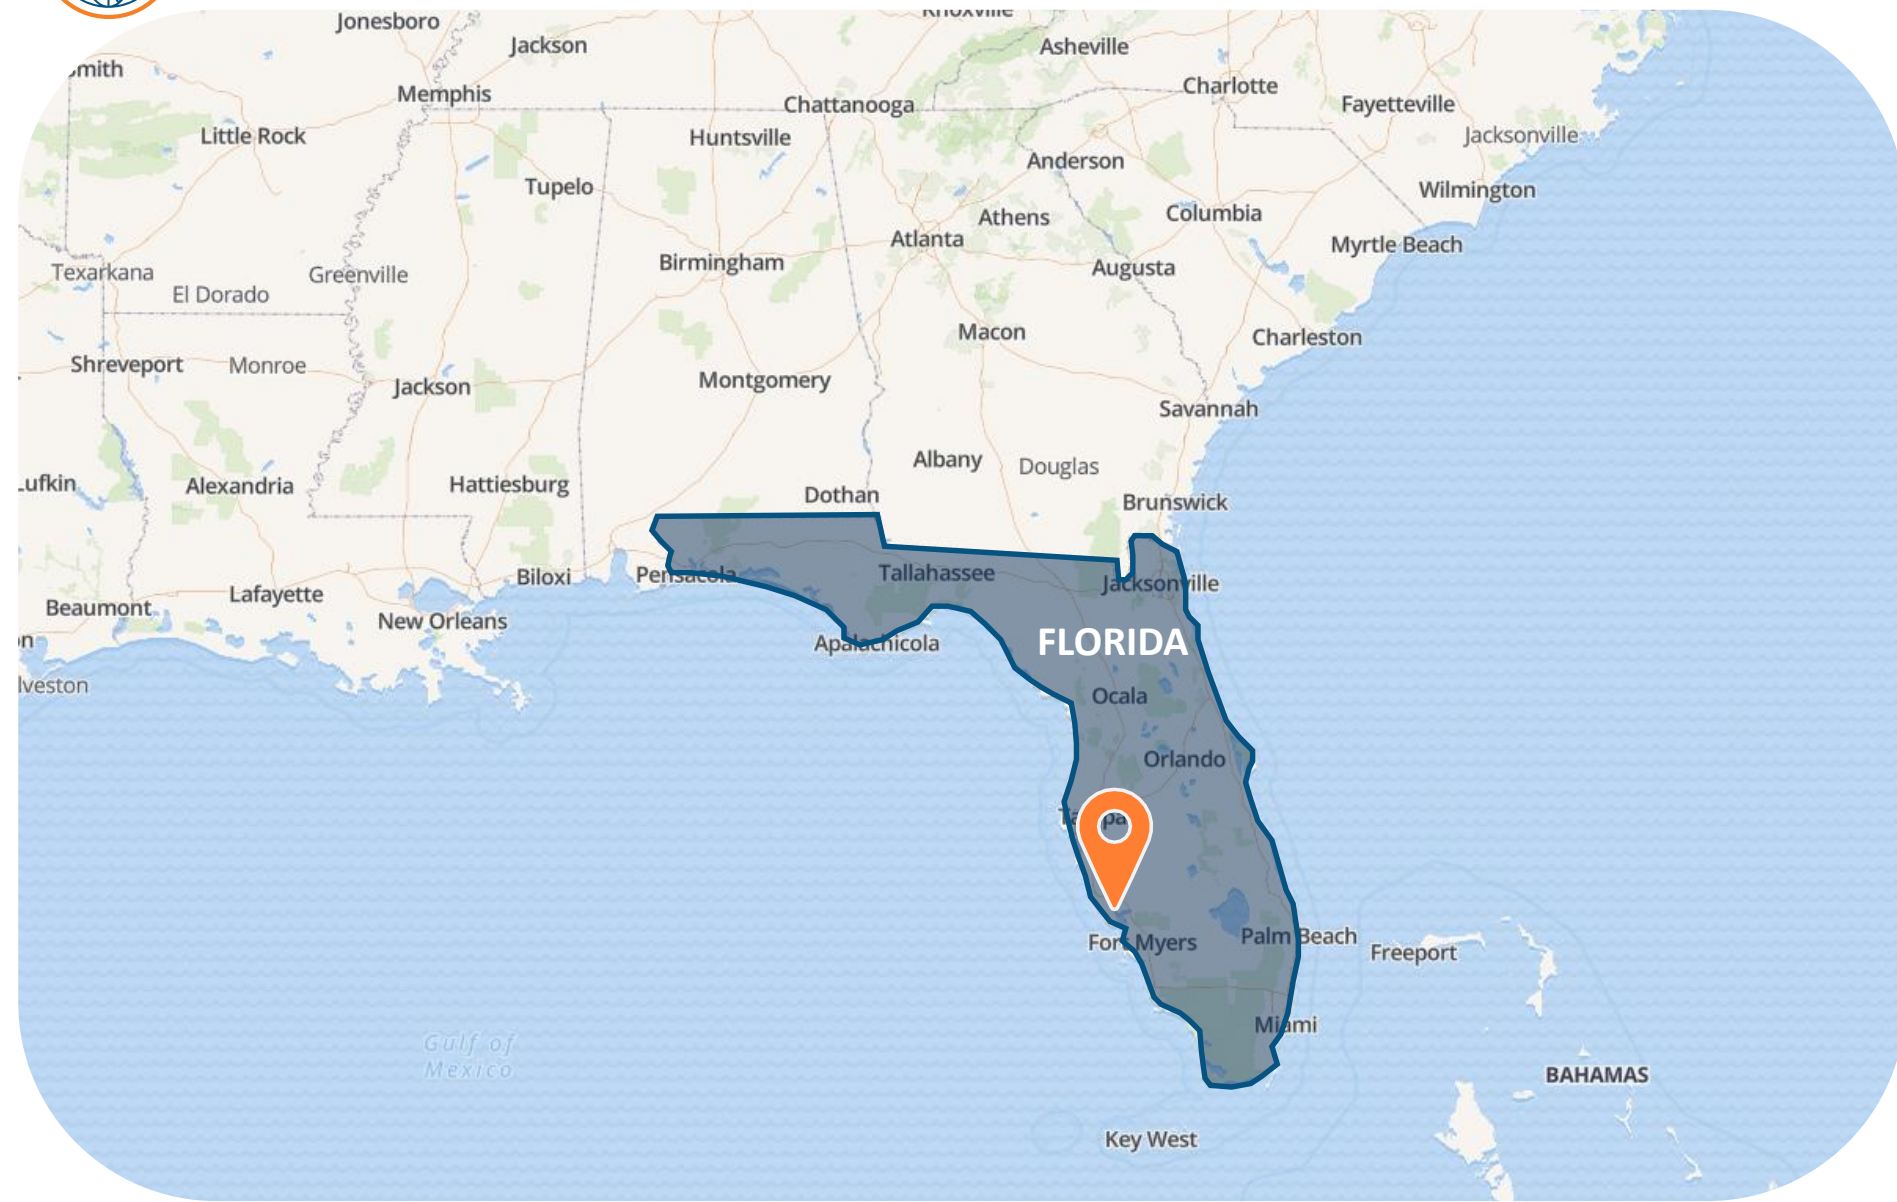 Jonesboro
Knoxville
Jackson
Asheville
Memphis
Charlotte
Chattanooga
Fayetteville
Little Rock
Huntsville
Jacksonville
Anderson
Tupelo
Wilmington
Athens
Columbia
Atlanta
Myrtle Beach
Birmingham
Augusta
Texarkana
Greenville
El Dorado
Macon
Charleston
Shreveport
Monroe
Jackson
Montgomery
Savannah
Albany
Douglas
Alexandria
Hattiesburg
Dothan
Brunswick
Biloxi
Pensacola
Tallahassee
Jacksonville
Lafayette
Beaumont
New Orleans
Apalachicola
FLORIDA
Ocala
Orlando
Tampa
Fort Myers
Palm Beach
Freeport
Miami
Gulf of
Mexico
BAHAMAS
Key West